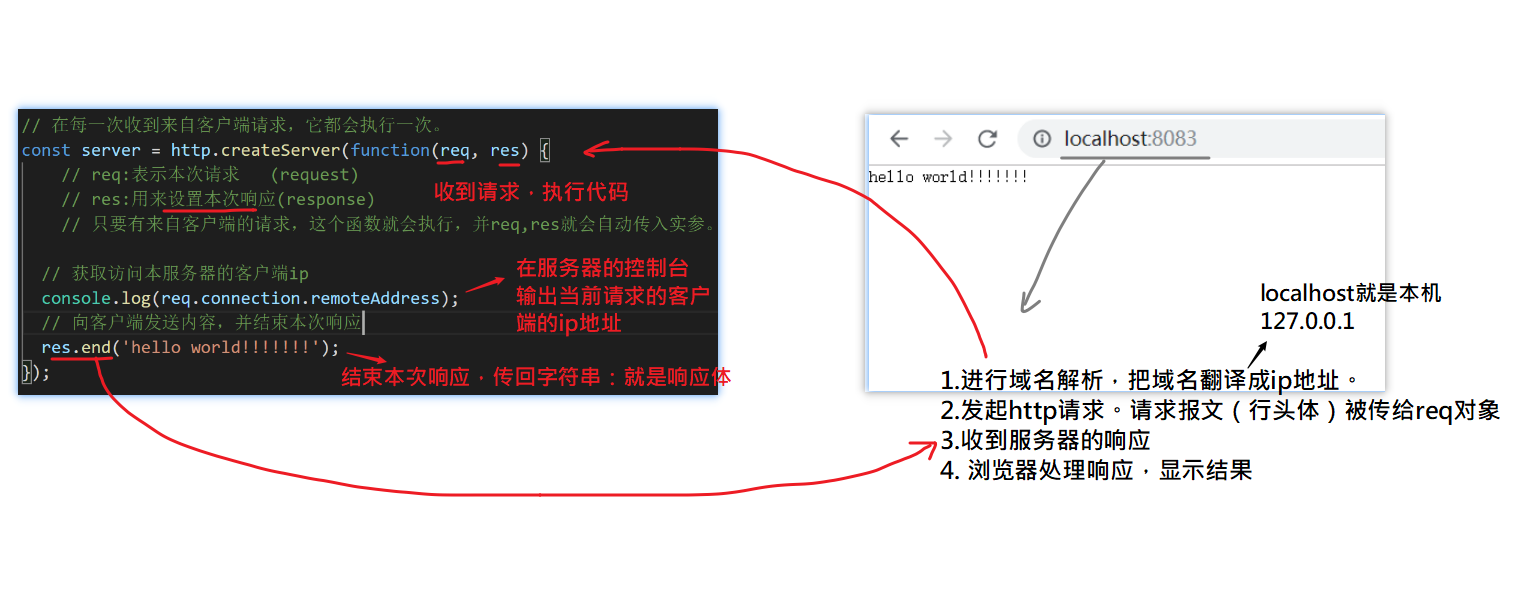 // 在每一次收到来自客户端请求，它都会执行一次。
const server = http.createServer(function(req, res) {
// req:表示本次请求 (request)
// res:用来设置本次响应(response)
// 只要有来自客户端的请求，这个函数就会执行，并req,res就会自动传入实参。
// 获取访问本服务器的客户端ip
console.log(req.connection.remoteAddress);
// 向客户端发送内容，并结束本次响应
res.end('hello world!!!!!!!');
});
收到请求，执行代码
在服务器的控制台
输出当前请求的客户
端的ip地址
结束本次响应，传回字符串：就是响应体
localhost:8083
hello world!!!!!!!
localhost就是本机
127.0.0.1
1.进行域名解析，把域名翻译成ip地址。
2.发起http请求。请求报文（行头体）被传给req对象
3.收到服务器的响应
4. 浏览器处理响应，显示结果